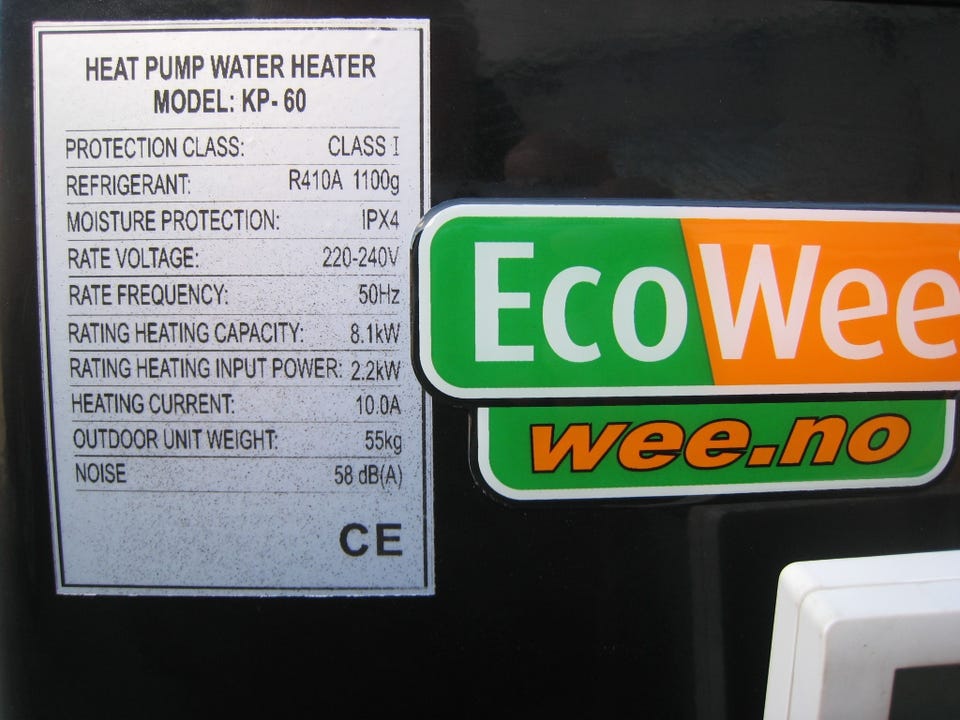 HEAT PUMP WATER HEATER
MODEL: KP- 60
PROTECTION CLASS: CLASS I
REFRIGERANT: R410A 1100g
MOISTURE PROTECTION: IPX4
RATE VOLTAGE: 220-240V
RATE FREQUENCY: 50Hz
RATING HEATING CAPACITY: 8.1kW
RATING HEATING INPUT POWER: 2.2kW
HEATING CURRENT: 10.0A
OUTDOOR UNIT WEIGHT: 55kg
NOISE 58 dB(A)
CE
EcoWee
wee.no